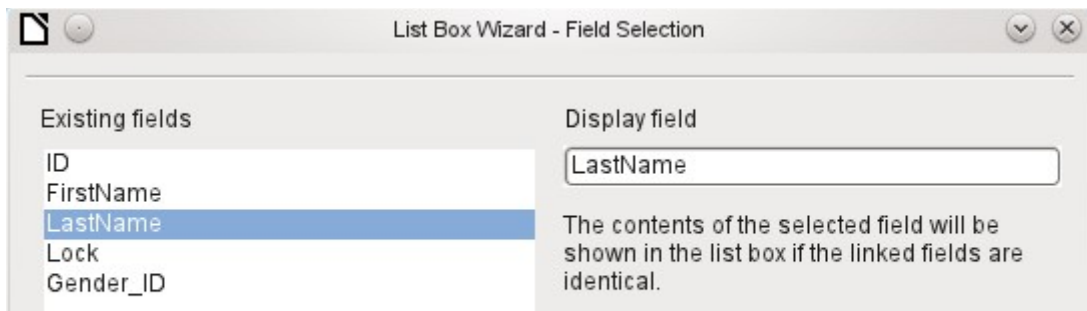 List Box Wizard - Field Selection
Existing fields
ID
FirstName
LastName
Lock
Gender_ID
Display field
LastName
The contents of the selected field will be
shown in the list box if the linked fields are
identical.